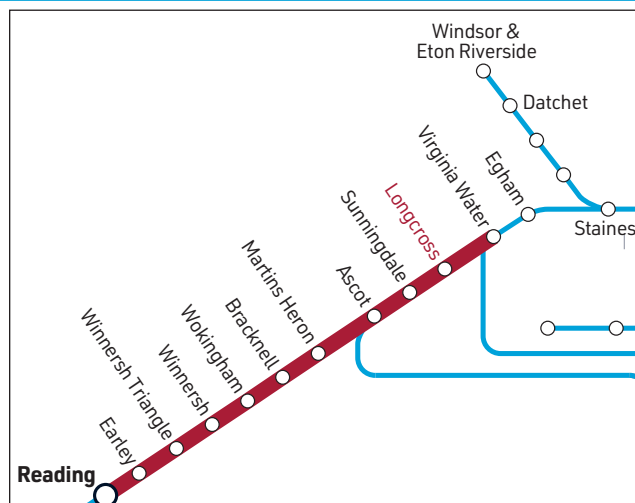 Windsor &
Eton Riverside
Datchet
Staines
Egham
Virginia Water
Longcross
Sunningdale
Ascot
Martins Heron
Bracknell
Wokingham
Winnersh
Winnersh Triangle
Earley
Reading